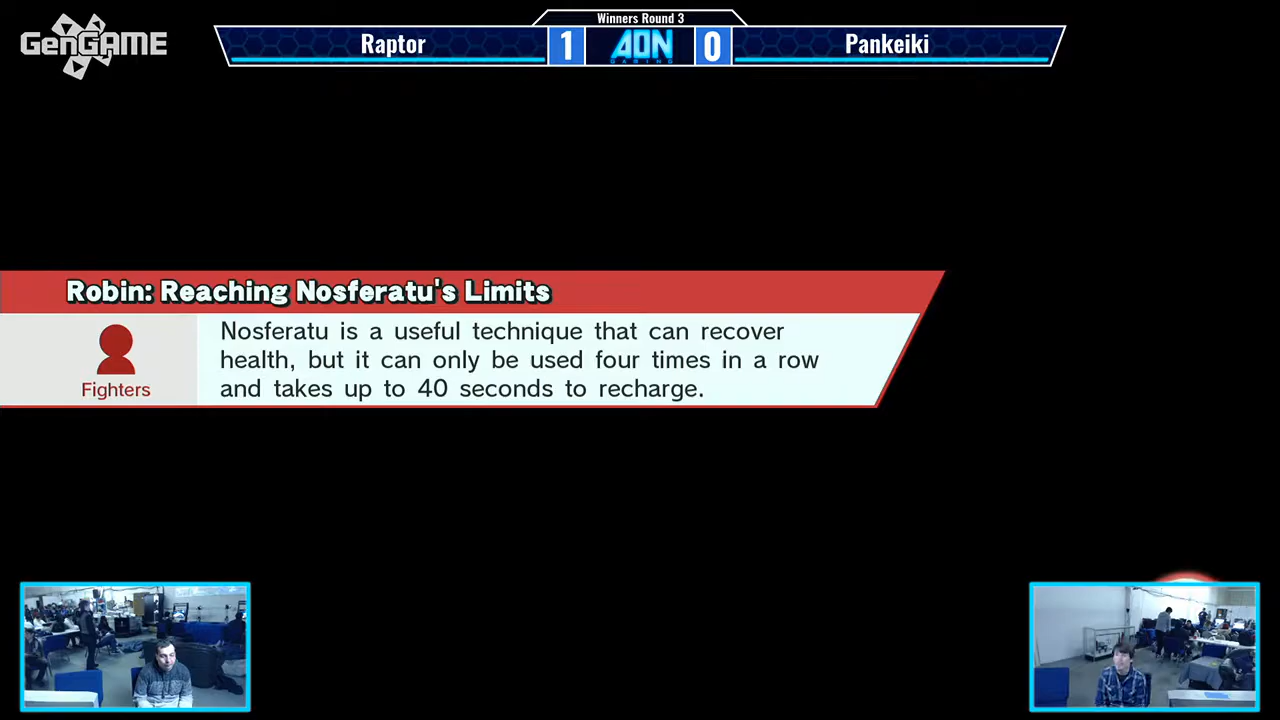 Winners Round 3
GENGAME
Raptor
1
AON
GAMING
0
Pankeiki
Robin: Reaching Nosferatu's Limits
Nosferatu is a useful technique that can recover
health, but it can only be used four times in a row
and takes up to 40 seconds to recharge.
Fighters